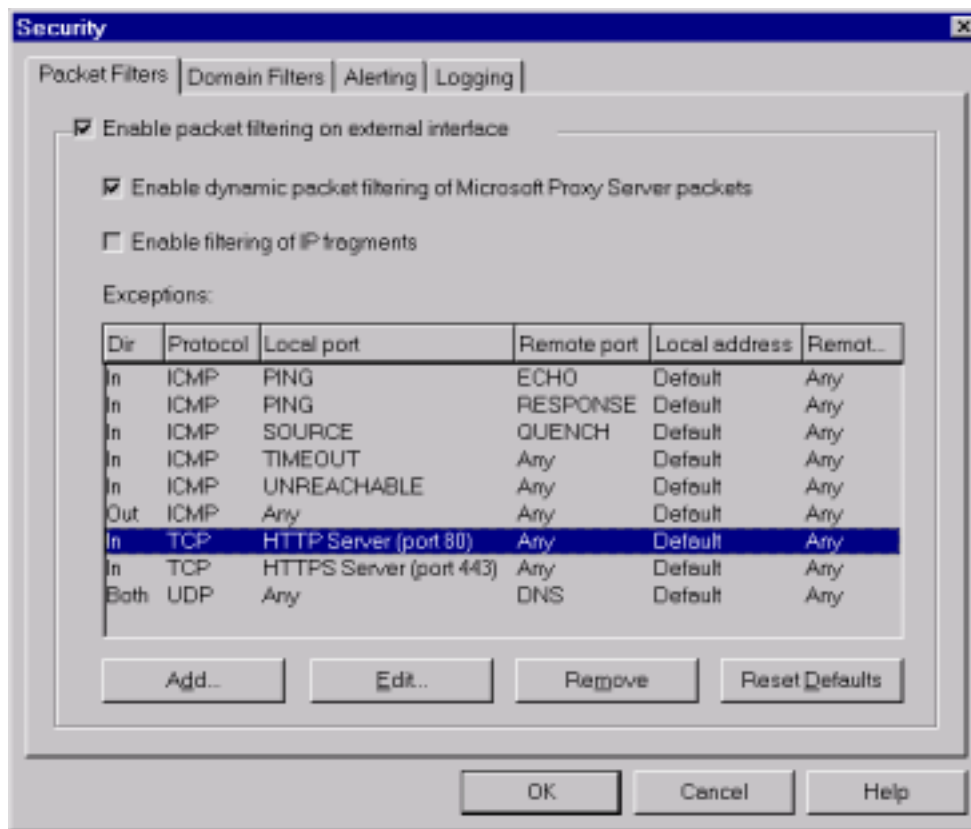 Security
Packet Filters Domain Filters Alerting Logging
Enable packet filtering on external interface
Enable dynamic packet filtering of Microsoft Proxy Server packets
Enable filtering of IP fragments
Exceptions:
Dir Protocol Local port Remote port Local address Remot...
In ICMP PING ECHO Default Any
In ICMP PING RESPONSE Default Any
In ICMP SOURCE QUENCH Default Any
In ICMP TIMEOUT Any Default Any
In ICMP UNREACHABLE Any Default Any
Out ICMP Any Any Default Any
In TCP HTTP Server (port 80) Any Default Any
In TCP HTTPS Server (port 443) Any Default Any
Both UDP Any DNS Default Any
Add... Edit... Remove Reset Defaults
OK Cancel Help